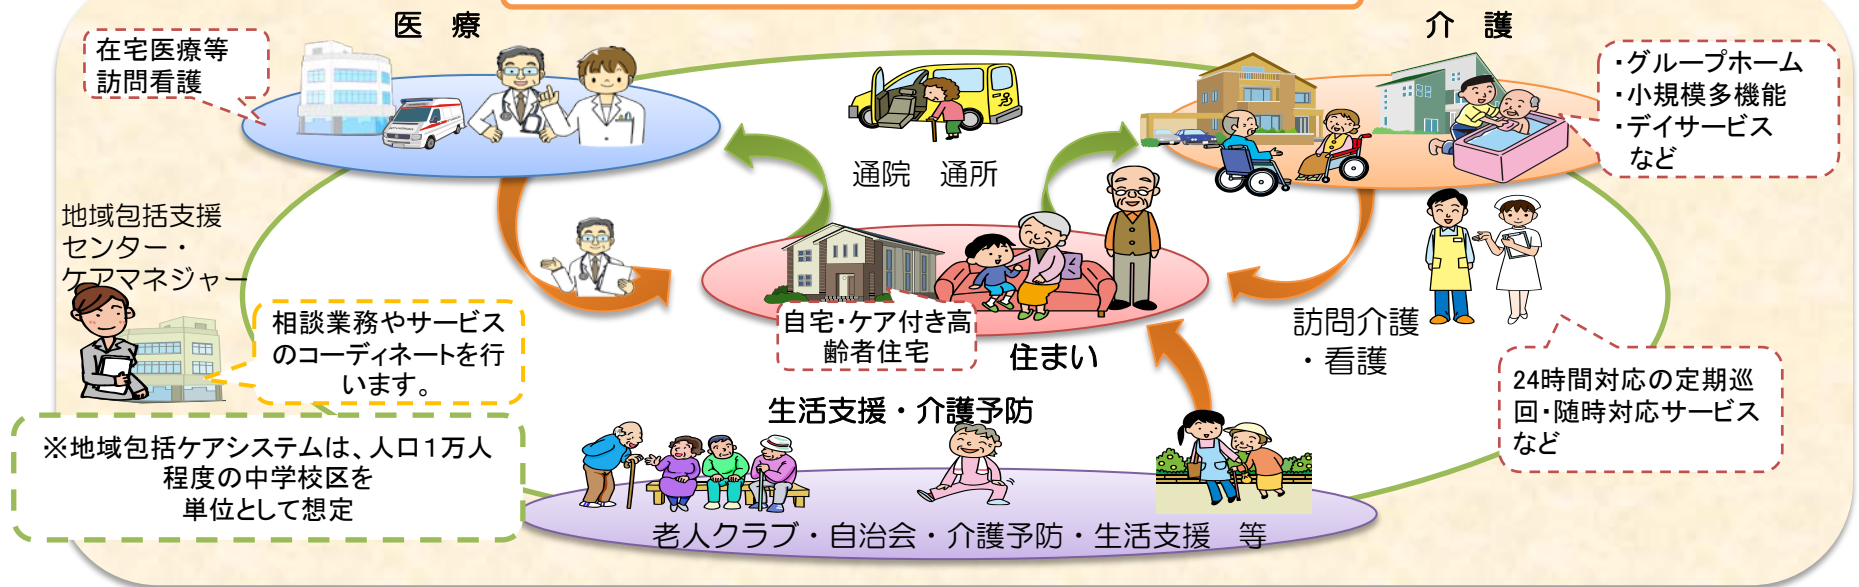 医 療
介 護
在宅医療等
訪問看護
・グループホーム
・小規模多機能
・デイサービス
など
通院 通所
地域包括支援
センター・
ケアマネジャー
相談業務やサービス
のコーディネートを行
います。
自宅・ケア付き高
齢者住宅
住まい
訪問介護
・看護
24時間対応の定期巡
回・随時対応サービス
など
生活支援・介護予防
※地域包括ケアシステムは、人口1万人
程度の中学校区を
単位として想定
老人クラブ・自治会・介護予防・生活支援 等